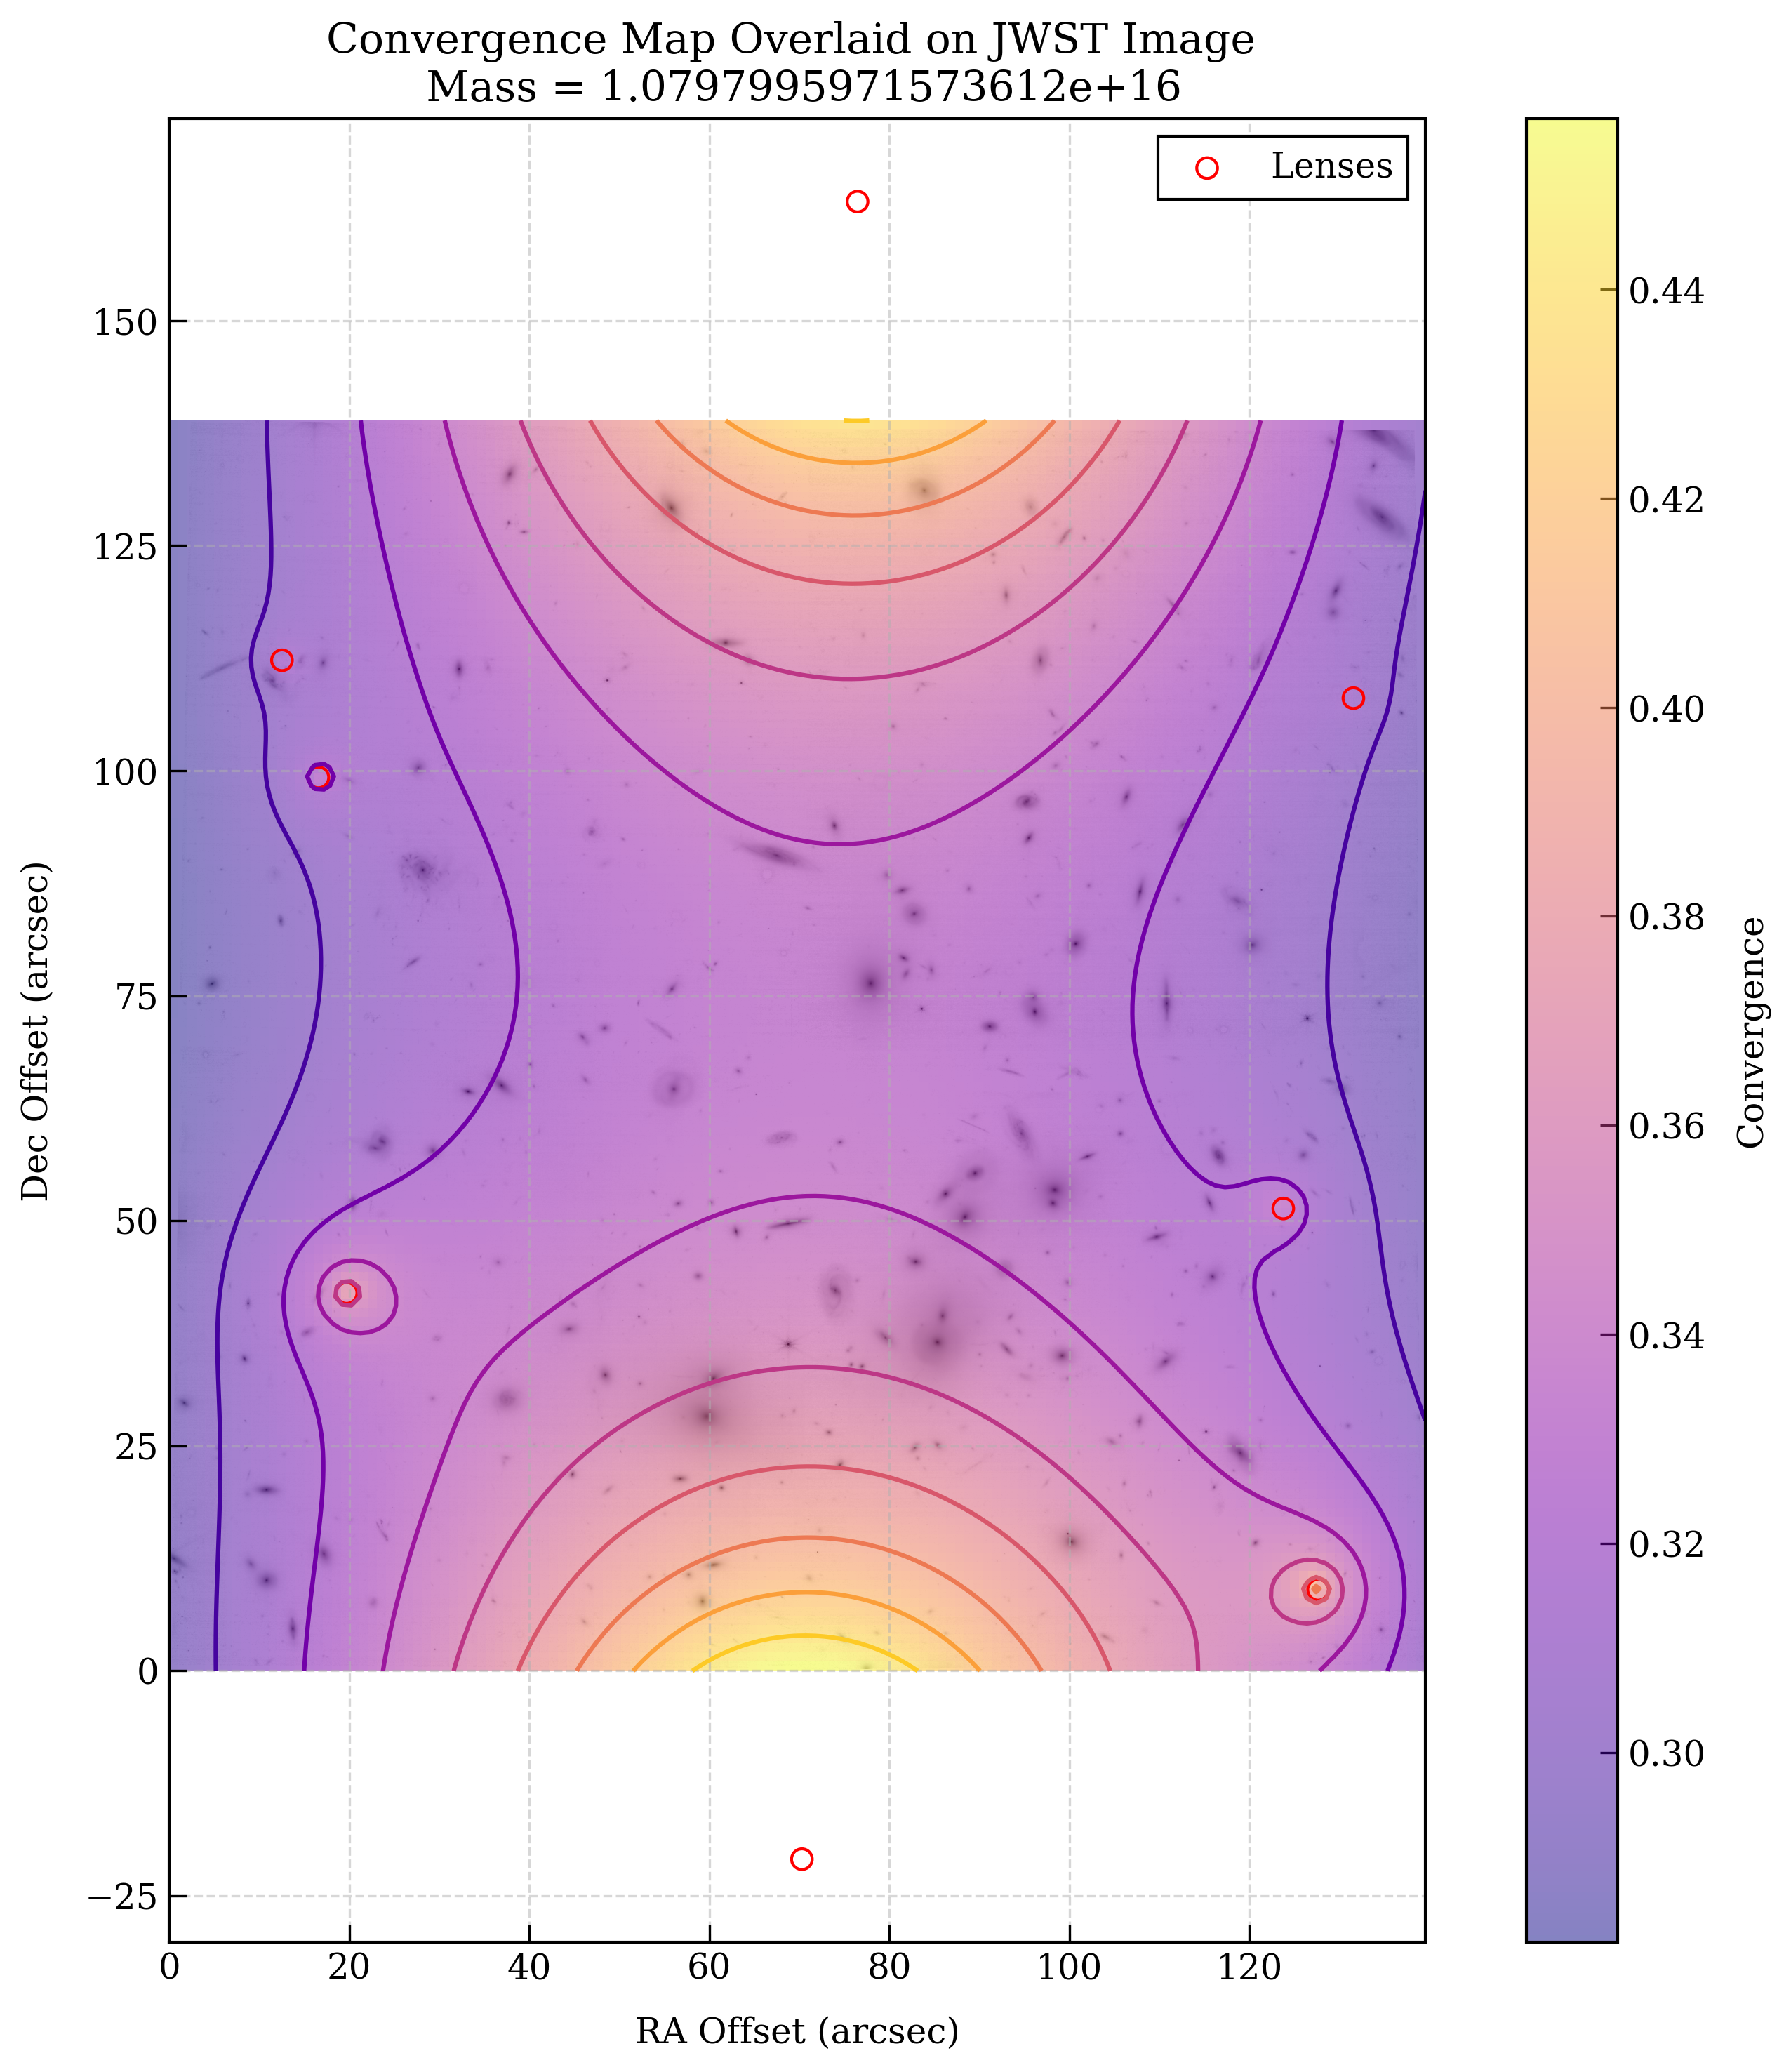 Convergence Map Overlaid on JWST Image
Mass = 1.0797995971573612e+16
Lenses
150
125
100
75
50
25
0
−25
0 20 40 60 80 100 120
RA Offset (arcsec)
Dec Offset (arcsec)
0.44
0.42
0.40
0.38
0.36
0.34
0.32
0.30
Convergence